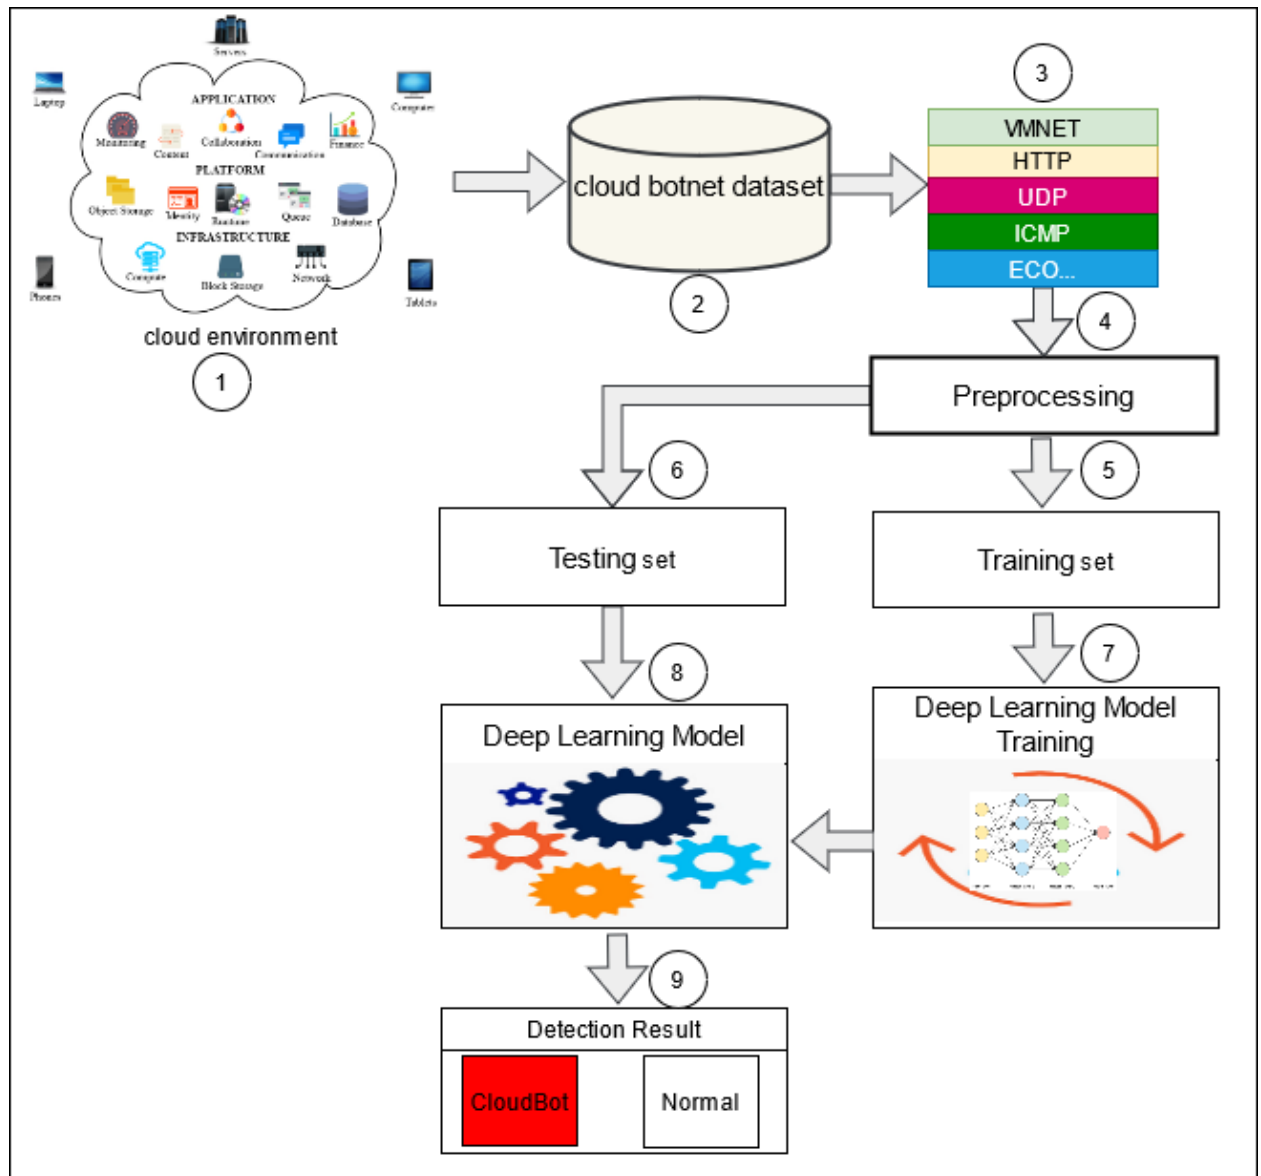 Servers
Laptop
Computer
APPLICATION
Monitoring
Content
Collaboration
Communication
Finance
PLATFORM
Object Storage
Identity
Runtime
Queue
Database
INFRASTRUCTURE
Compute
Block Storage
Network
Phones
Tablets
cloud environment
1
cloud botnet dataset
2
3
VMNET
HTTP
UDP
ICMP
ECO...
4
Preprocessing
6
5
Testing set
Training set
8
7
Deep Learning Model
Deep Learning Model
Training
9
Detection Result
CloudBot
Normal